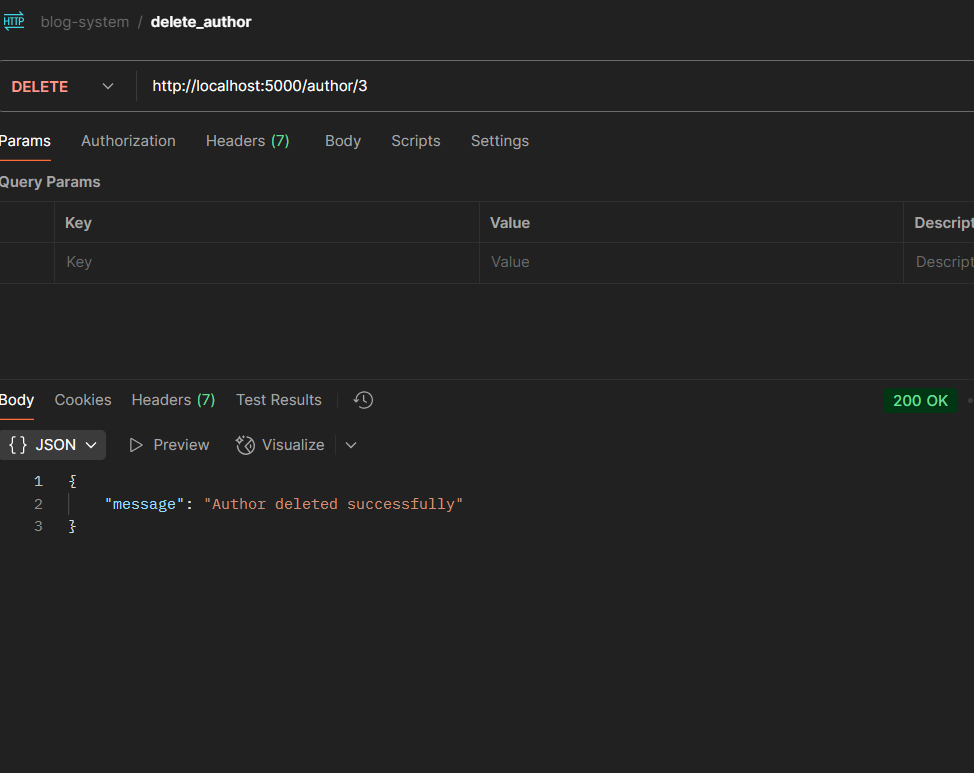 HTTP blog-system / delete_author
DELETE http://localhost:5000/author/3
Params Authorization Headers (7) Body Scripts Settings
Query Params
Key Value Descript
Key Value Descript
Body Cookies Headers (7) Test Results 200 OK
{} JSON Preview Visualize
1 {
2 "message": "Author deleted successfully"
3 }